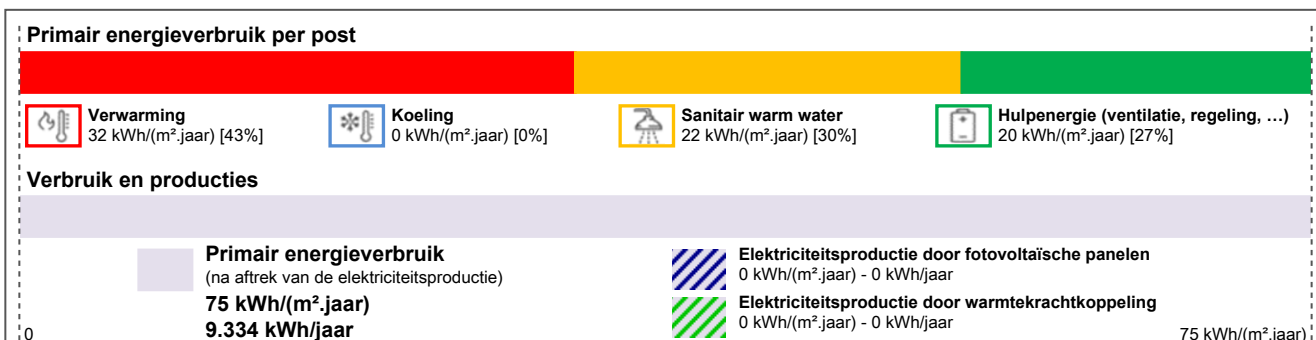 Primair energieverbruik per post
Verwarming
32 kWh/(m².jaar) [43%]
Koeling
0 kWh/(m².jaar) [0%]
Sanitair warm water
22 kWh/(m².jaar) [30%]
Hulpenergie (ventilatie, regeling, …)
20 kWh/(m².jaar) [27%]
Verbruik en producties
Primair energieverbruik
(na aftrek van de elektriciteitsproductie)
75 kWh/(m².jaar)
9.334 kWh/jaar
Elektriciteitsproductie door fotovoltaïsche panelen
0 kWh/(m².jaar) - 0 kWh/jaar
Elektriciteitsproductie door warmtekrachtkoppeling
0 kWh/(m².jaar) - 0 kWh/jaar
0
75 kWh/(m².jaar)